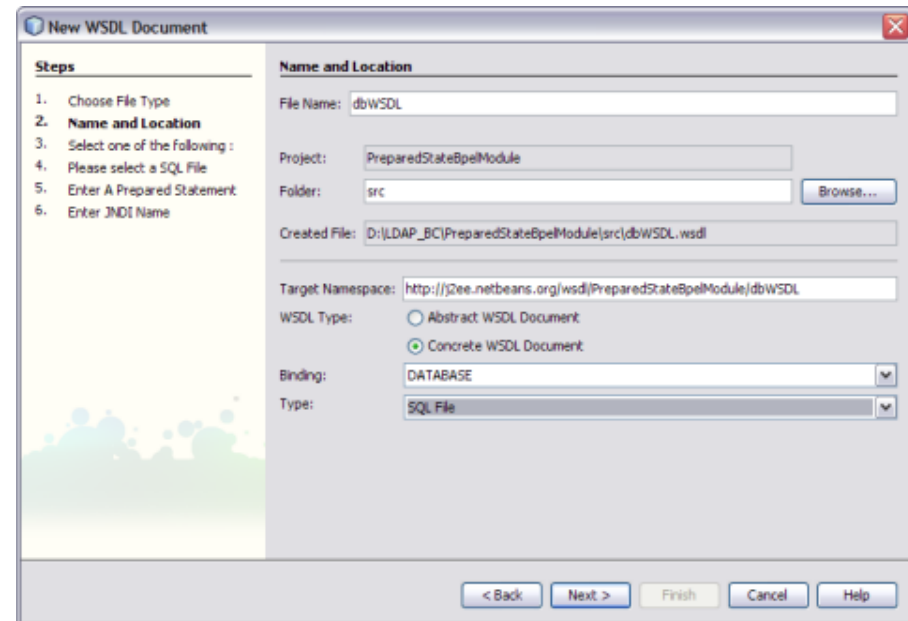 New WSDL Document
Steps
1. Choose File Type
2. Name and Location
3. Select one of the following :
4. Please select a SQL File
5. Enter A Prepared Statement
6. Enter JNDI Name
Name and Location
File Name: dbWSDL
Project: PreparedStateBpelModule
Folder: src Browse...
Created File: D:\LDAP_BC\PreparedStateBpelModule\src\dbWSDL.wsdl
Target Namespace: http://j2ee.netbeans.org/wsdl/PreparedStateBpelModule/dbWSDL
WSDL Type: Abstract WSDL Document
Concrete WSDL Document
Binding: DATABASE
Type: SQL File
< Back Next > Finish Cancel Help